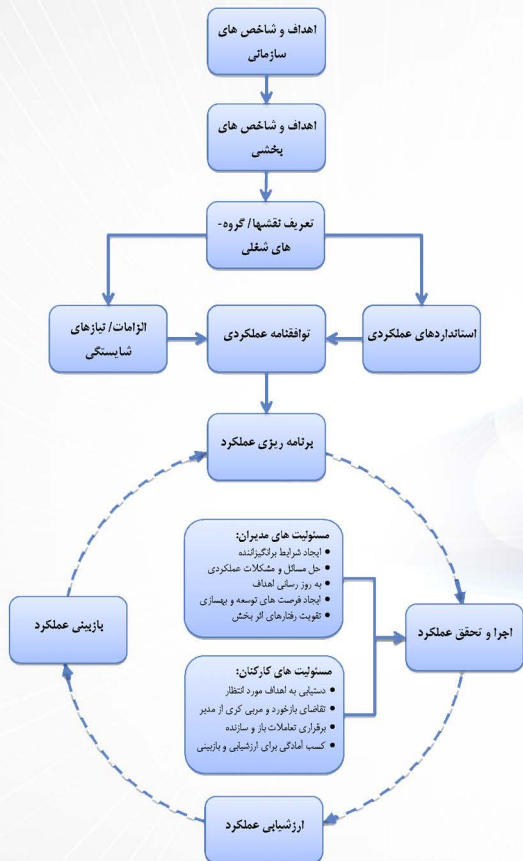 اهداف و شاخص های
سازمانی
اهداف و شاخص های
بخشی
تعریف نقشها/ گروه-
های شغلی
الزامات/ نیازهای
شایستگی
توافقنامه عملکردی
استانداردهای عملکردی
برنامه ریزی عملکرد
مسئولیت های مدیران:
● ایجاد شرایط برانگیزاننده
● حل مسائل و مشکلات عملکردی
● به روز رسانی اهداف
● ایجاد فرصت های توسعه و بهسازی
● تقویت رفتارهای اثر بخش
اجرا و تحقق عملکرد
بازبینی عملکرد
مسئولیت های کارکنان:
● دستیابی به اهداف مورد انتظار
● تقاضای بازخورد و مربی گری از مدیر
● برقراری تعاملات باز و سازنده
● کسب آمادگی برای ارزشیابی و بازبینی
ارزشیابی عملکرد